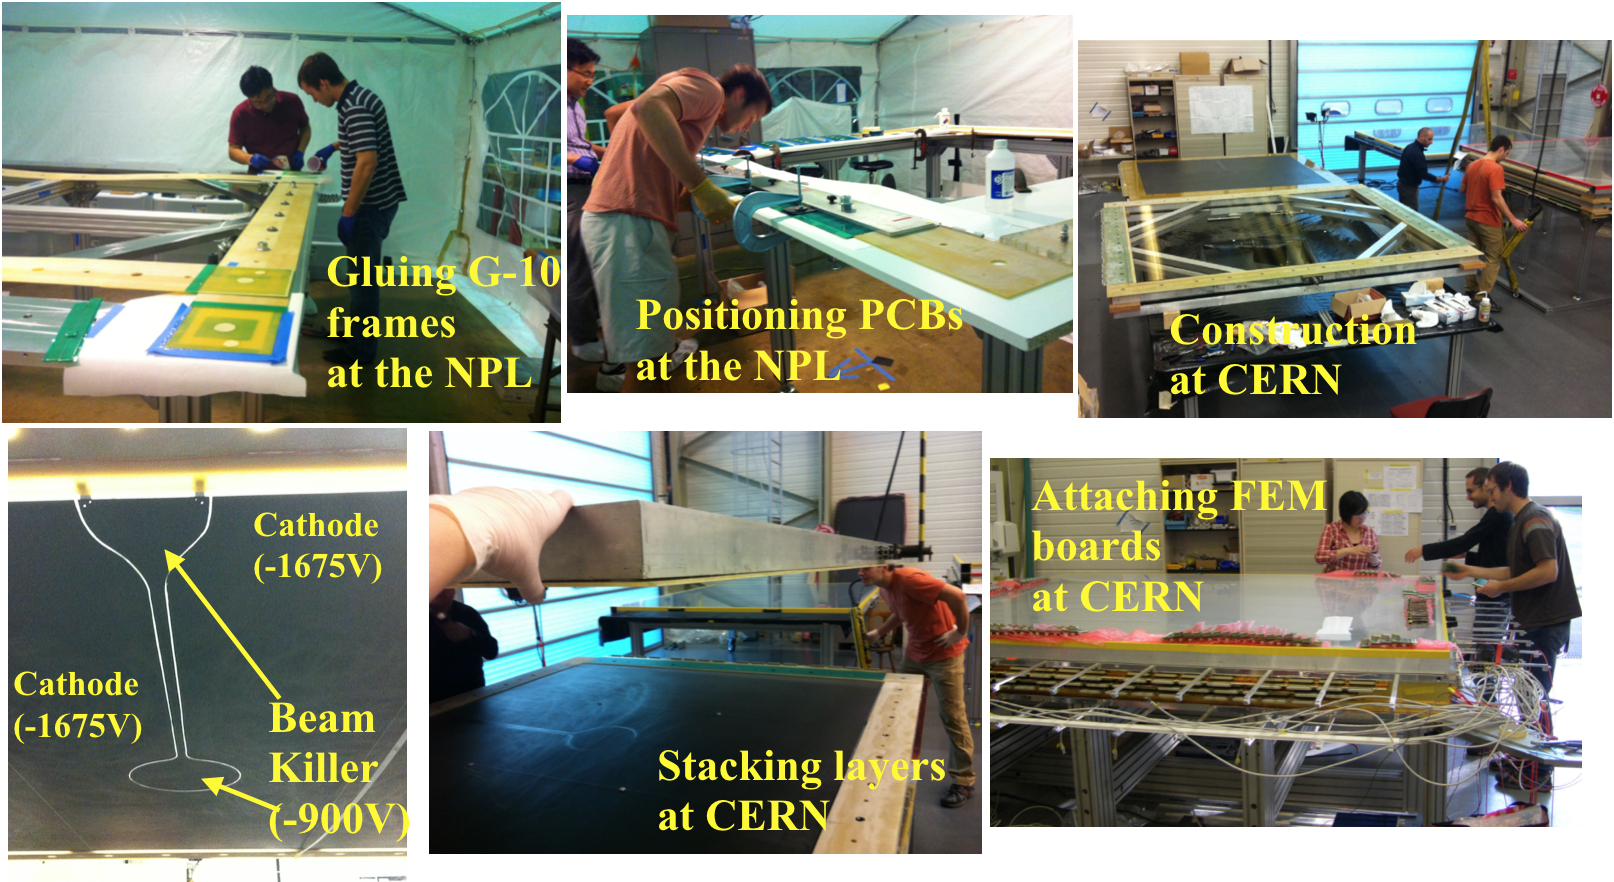 Gluing G-10
frames
at the NPL
Positioning PCBs
at the NPL
Construction
at CERN
Cathode
(-1675V)
Cathode
(-1675V)
Beam
Killer
(-900V)
Stacking layers
at CERN
Attaching FEM
boards
at CERN